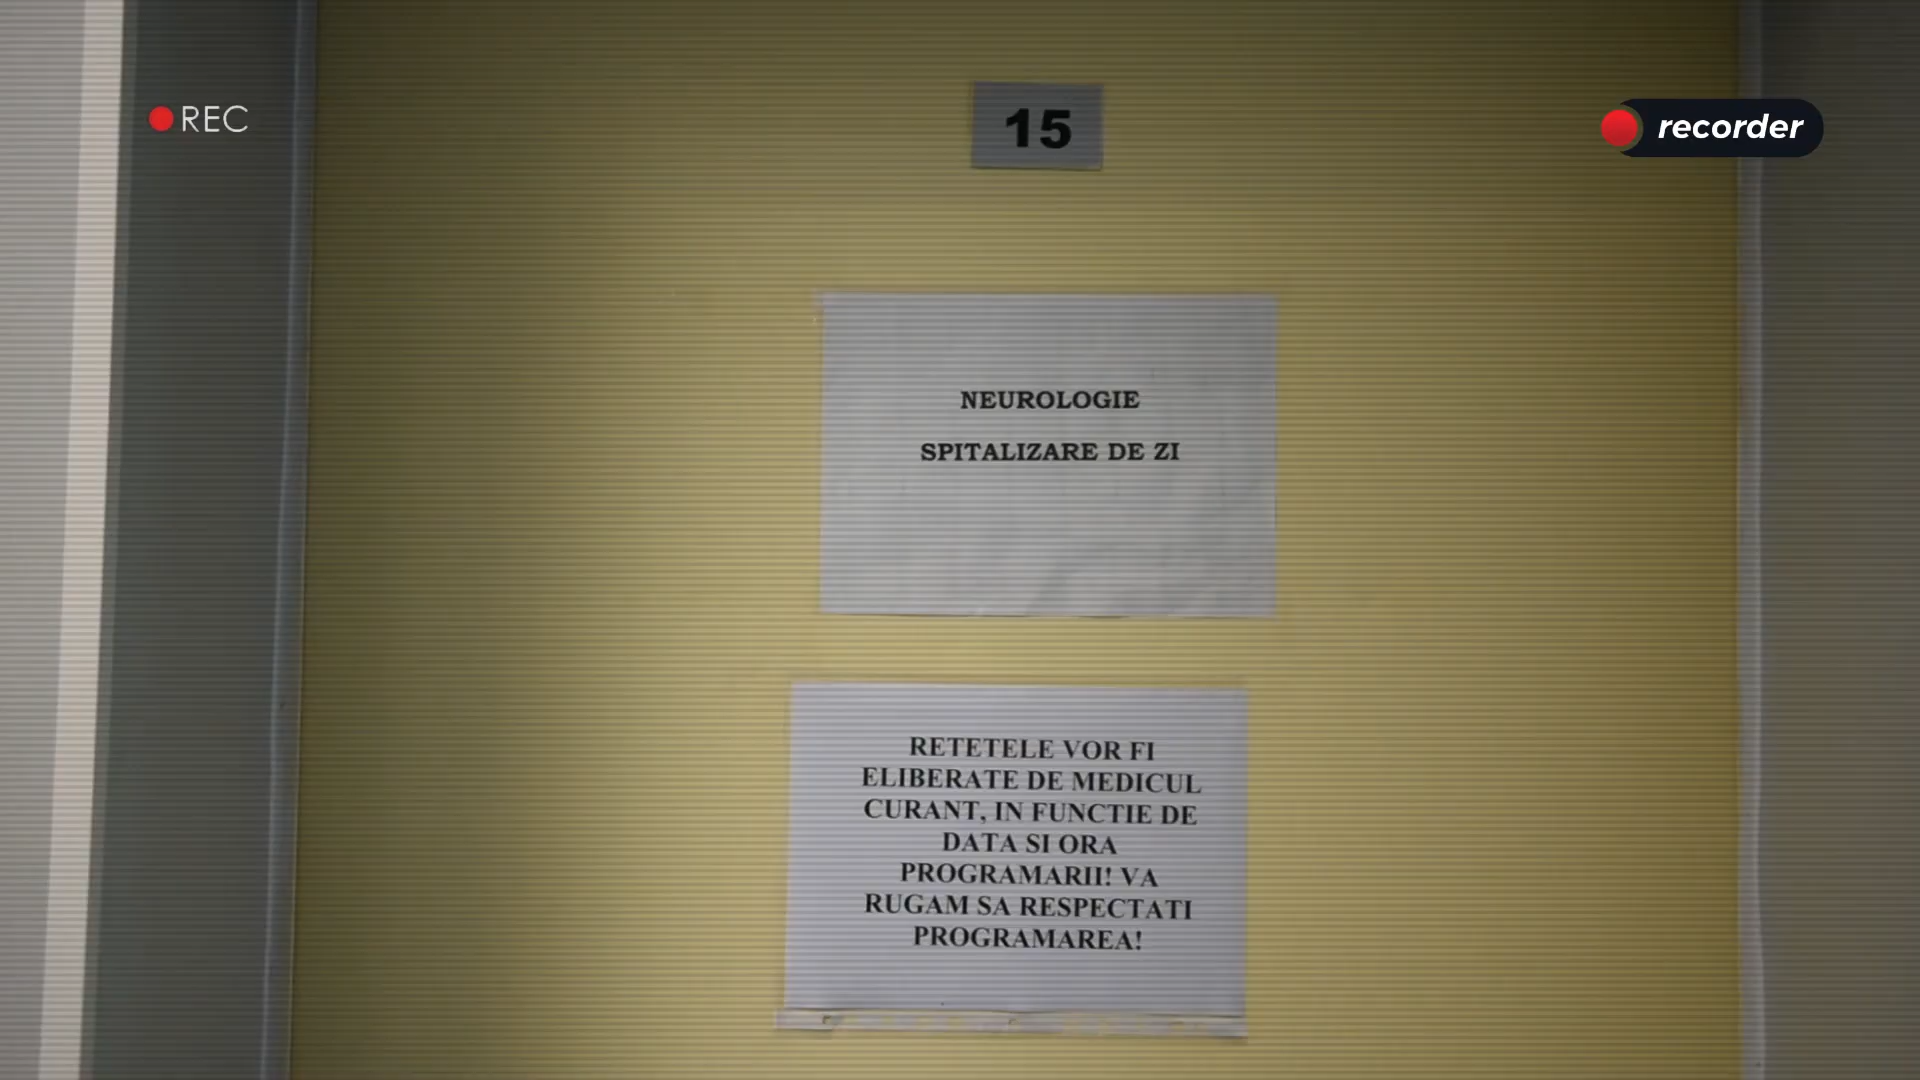 REC
recorder
15
NEUROLOGIE
SPITALIZARE DE ZI
RETETELE VOR FI
ELIBERATE DE MEDICUL
CURANT, IN FUNCTIE DE
DATA SI ORA
PROGRAMARII! VA
RUGAM SA RESPECTATI
PROGRAMAREA!